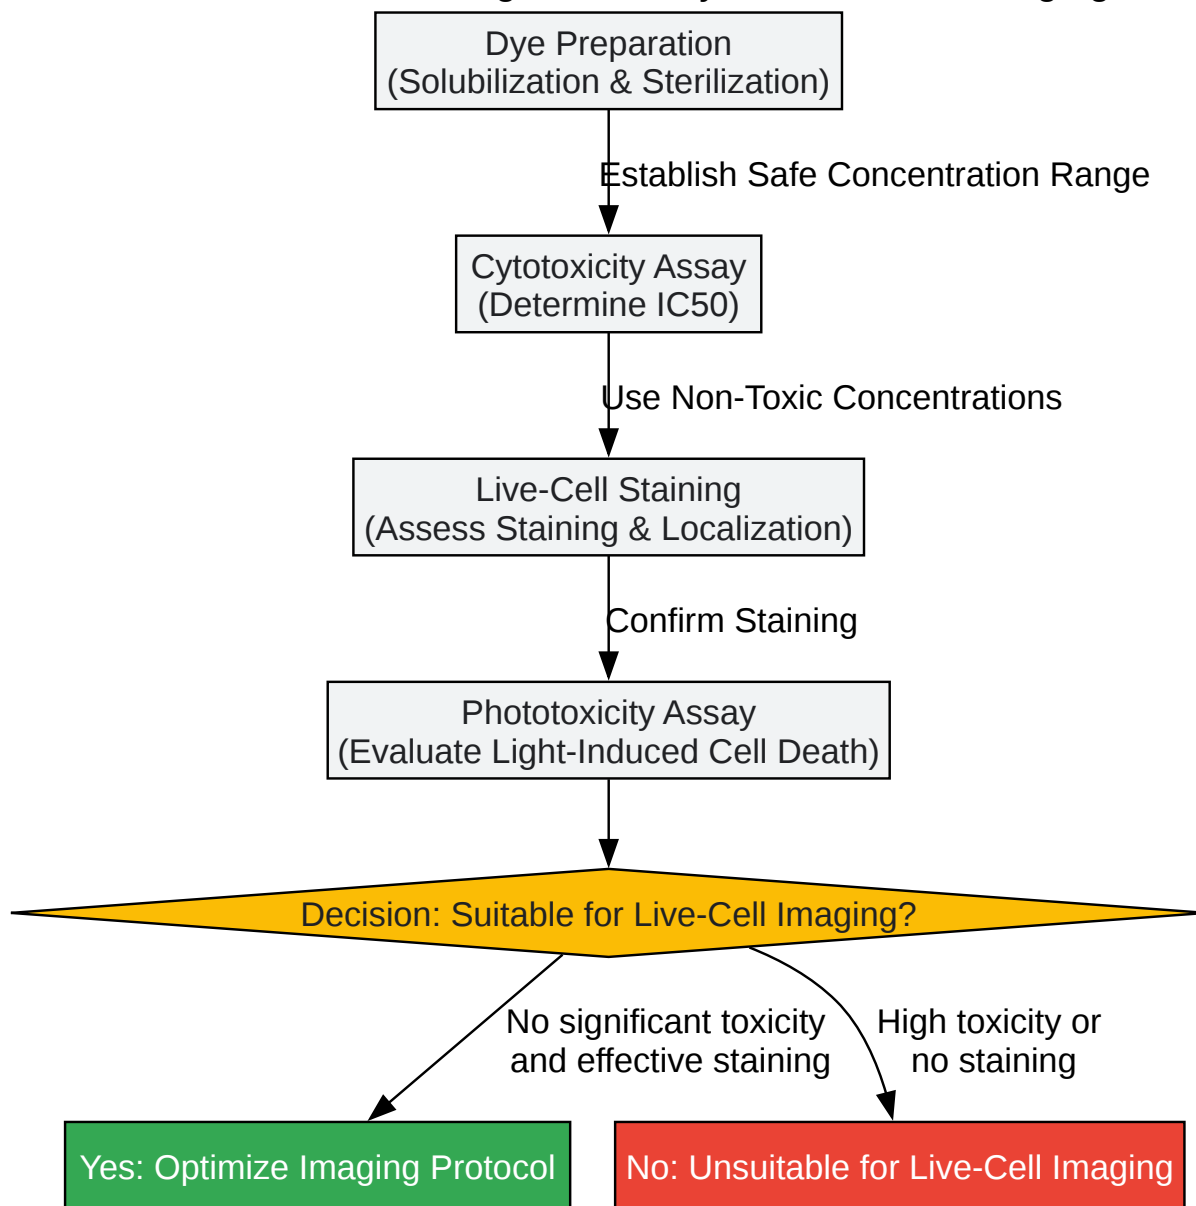 Dye Preparation
(Solubilization & Sterilization)
Establish Safe Concentration Range
Cytotoxicity Assay
(Determine IC50)
Use Non-Toxic Concentrations
Live-Cell Staining
(Assess Staining & Localization)
Confirm Staining
Phototoxicity Assay
(Evaluate Light-Induced Cell Death)
Decision: Suitable for Live-Cell Imaging?
No significant toxicity
and effective staining
High toxicity or
no staining
Yes: Optimize Imaging Protocol
No: Unsuitable for Live-Cell Imaging